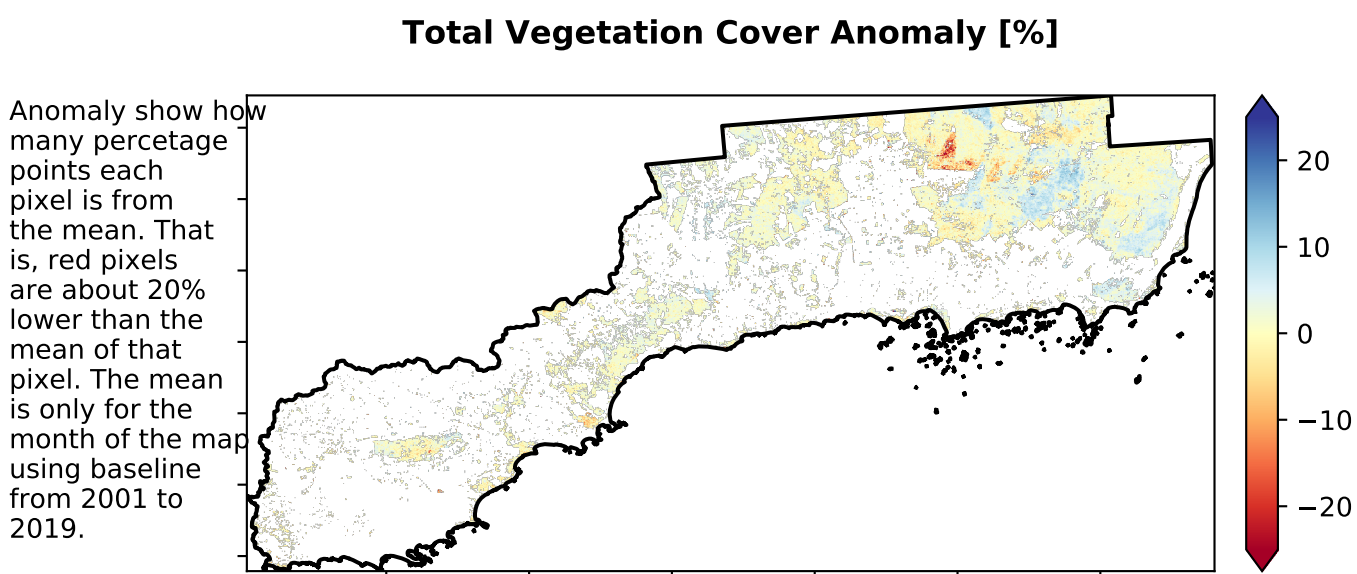 Total Vegetation Cover Anomaly [%]
Anomaly show how
many percetage
points each
pixel is from
the mean. That
is, red pixels
are about 20%
lower than the
mean of that
pixel. The mean
is only for the
month of the map
using baseline
from 2001 to
2019.
20
10
0
−10
−20